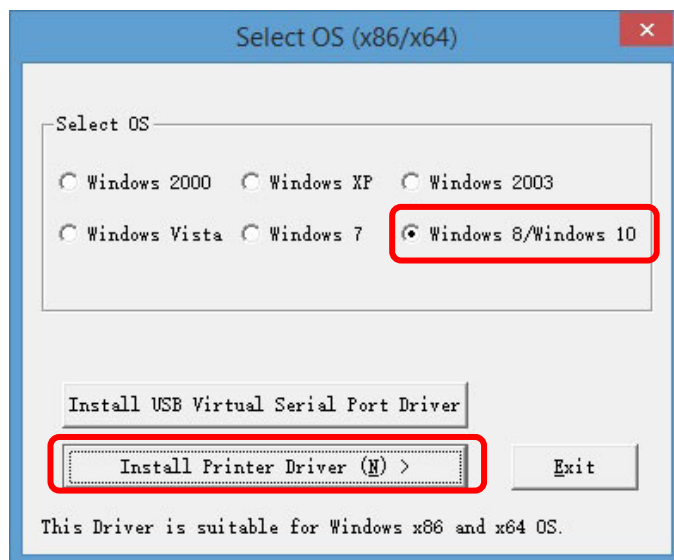 Select OS (x86/x64)
Select OS
Windows 2000 Windows XP Windows 2003
Windows Vista Windows 7 Windows 8/Windows 10
Install USB Virtual Serial Port Driver
Install Printer Driver (N) > Exit
This Driver is suitable for Windows x86 and x64 OS.